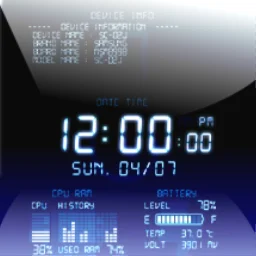 DEVICE INFO
----- DEVICE INFORMATION -----
DEVICE NAME : SC-02J
BRAND NAME : SAMSUNG
BOARD NAME : MSM8998
MODEL NAME : SC-02J
DATE TIME
12:00:00 PM
SUN. 04/07
CPU RAM
BATTERY
CPU HISTORY
LEVEL 78%
E F
TEMP 37.0℃
38% USED RAM 74%
VOLT 3901 MV